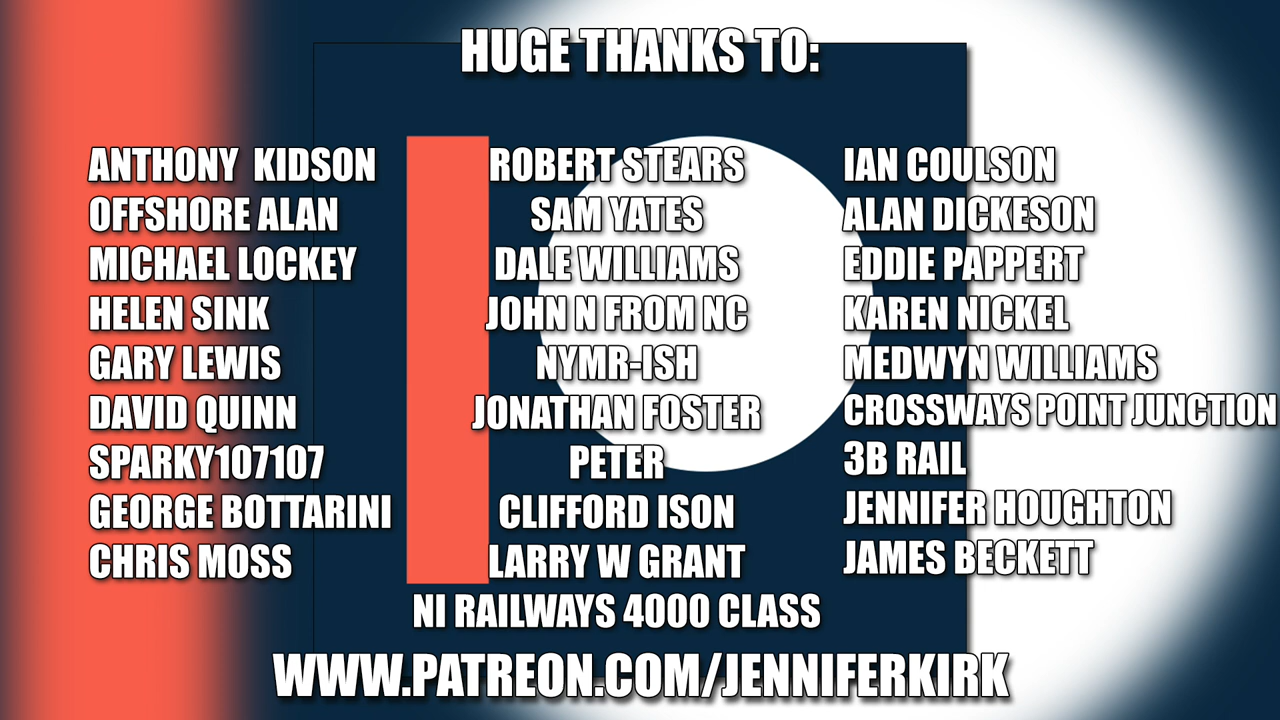 HUGE THANKS TO:
ANTHONY KIDSON
OFFSHORE ALAN
MICHAEL LOCKEY
HELEN SINK
GARY LEWIS
DAVID QUINN
SPARKY107107
GEORGE BOTTARINI
CHRIS MOSS
ROBERT STEARS
SAM YATES
DALE WILLIAMS
JOHN N FROM NC
NYMR-ISH
JONATHAN FOSTER
PETER
CLIFFORD ISON
LARRY W GRANT
NI RAILWAYS 4000 CLASS
IAN COULSON
ALAN DICKESON
EDDIE PAPPERT
KAREN NICKEL
MEDWYN WILLIAMS
CROSSWAYS POINT JUNCTION
3B RAIL
JENNIFER HOUGHTON
JAMES BECKETT
WWW.PATREON.COM/JENNIFERKIRK